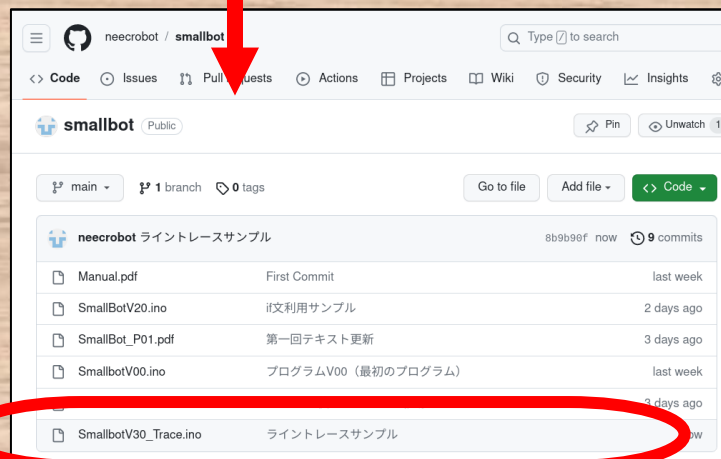 neecrobot / smallbot
Type / to search
Code Issues Actions Projects Wiki Security Insights
smallbot Public Pin Unwatch 1
main 1 branch 0 tags Go to file Add file Code
neecrobot ライントレースサンプル 8b9b90f now 9 commits
Manual.pdf First Commit last week
SmallBotV20.ino if文利用サンプル 2 days ago
SmallBot_P01.pdf 第一回テキスト更新 3 days ago
SmallbotV00.ino プログラムV00（最初のプログラム） last week
3 days ago
SmallbotV30_Trace.ino ライントレースサンプル